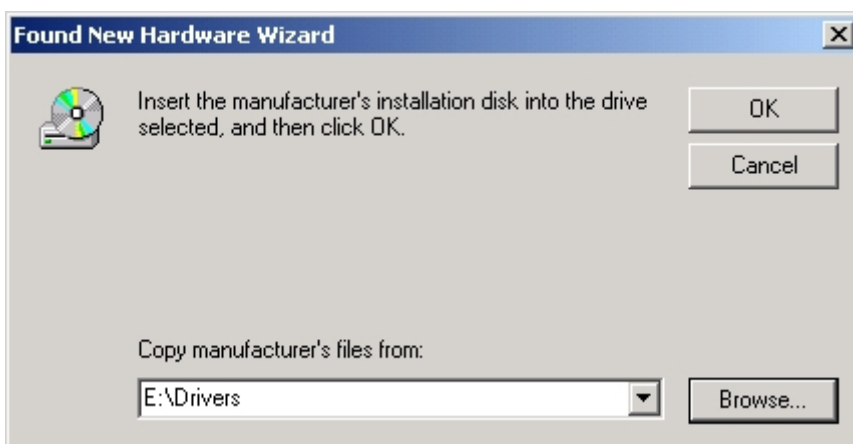 Found New Hardware Wizard
Insert the manufacturer's installation disk into the drive
selected, and then click OK.
OK
Cancel
Copy manufacturer's files from:
E:\Drivers
Browse...